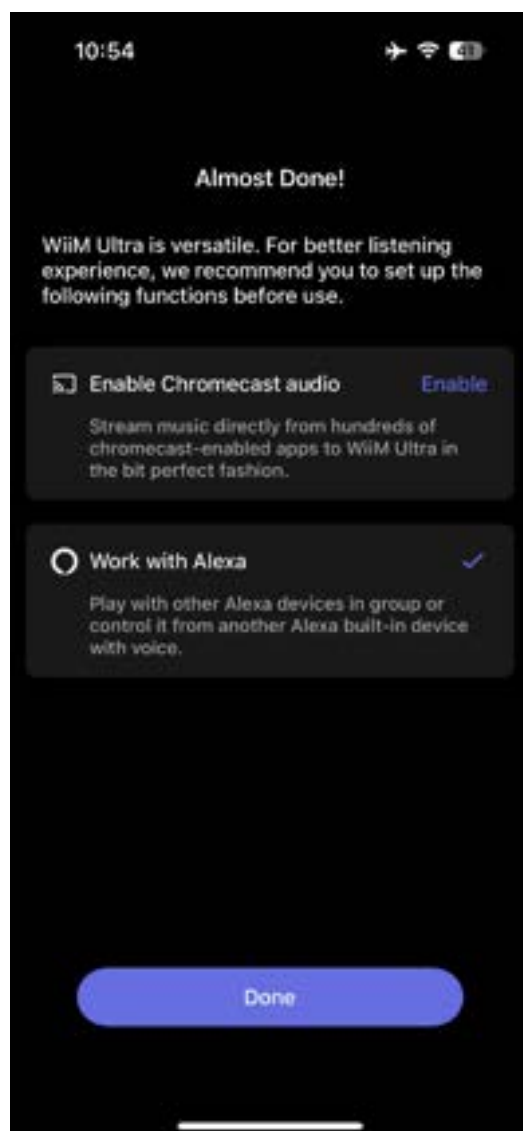 10:54
Almost Done!
WiiM Ultra is versatile. For better listening
experience, we recommend you to set up the
following functions before use.
Enable Chromecast audio Enable
Stream music directly from hundreds of
chromecast-enabled apps to WiiM Ultra in
the bit perfect fashion.
Work with Alexa
Play with other Alexa devices in group or
control it from another Alexa built-in device
with voice.
Done